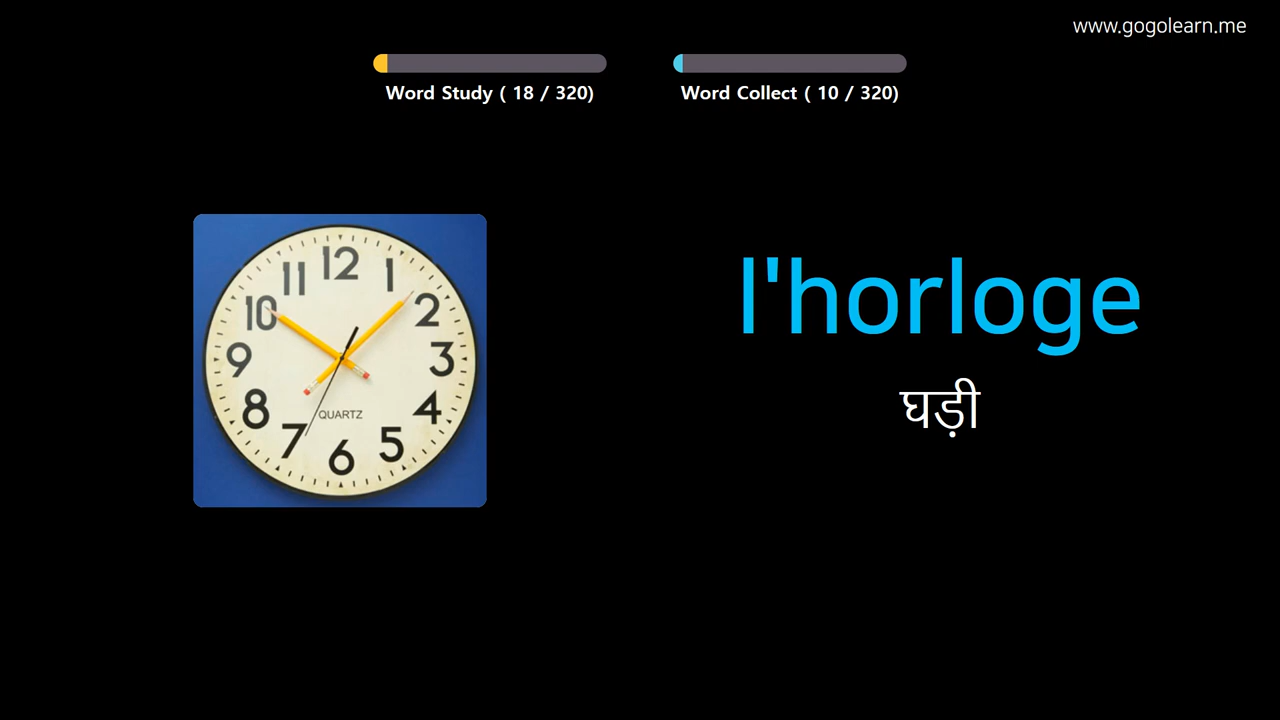 www.gogolearn.me
Word Study ( 18 / 320)
Word Collect ( 10 / 320)
12
11 1
10 2
9 3
8 4
7 5
6
QUARTZ
l'horloge
घड़ी